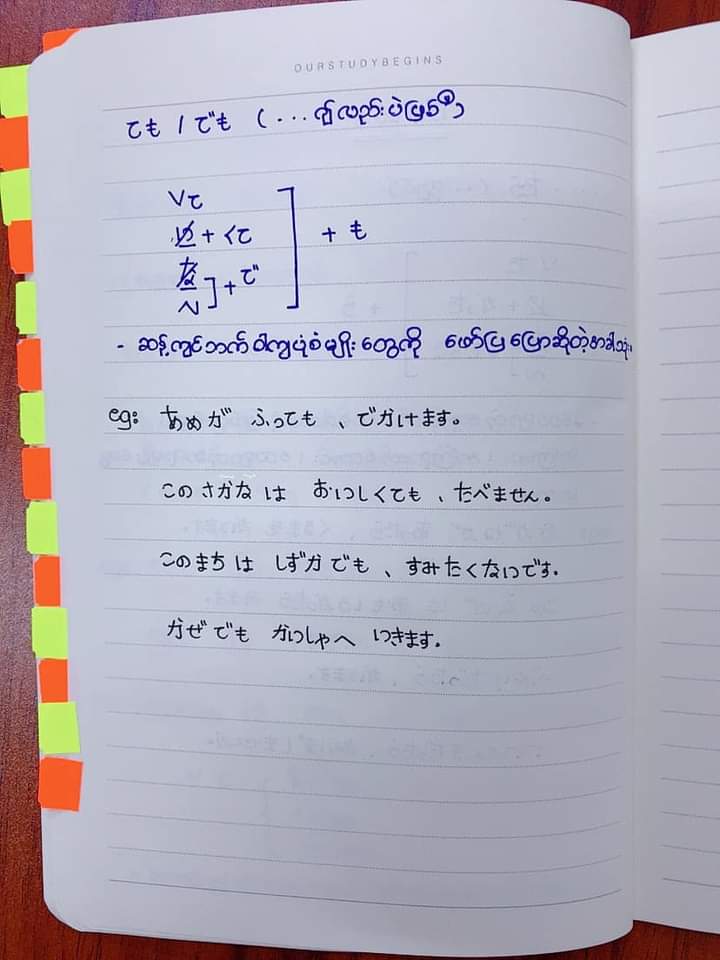 OURSTUDYBEGINS
ても / でも (... လျှင်လည်းပဲဖြစ်ဖြစ်)
Vて
い + くて
な
N ] + で
] + も
- ဆန့်ကျင်ဘက် ဝါကျပုံစံမျိုးတွေကို ဖော်ပြပြောဆိုတဲ့အခါသုံး။
eg: あめが ふっても 、でかけます。
このさかなは おいしくても 、たべません。
このまちは しずかでも 、すみたくないです.
かぜでも かいしゃへ いきます.